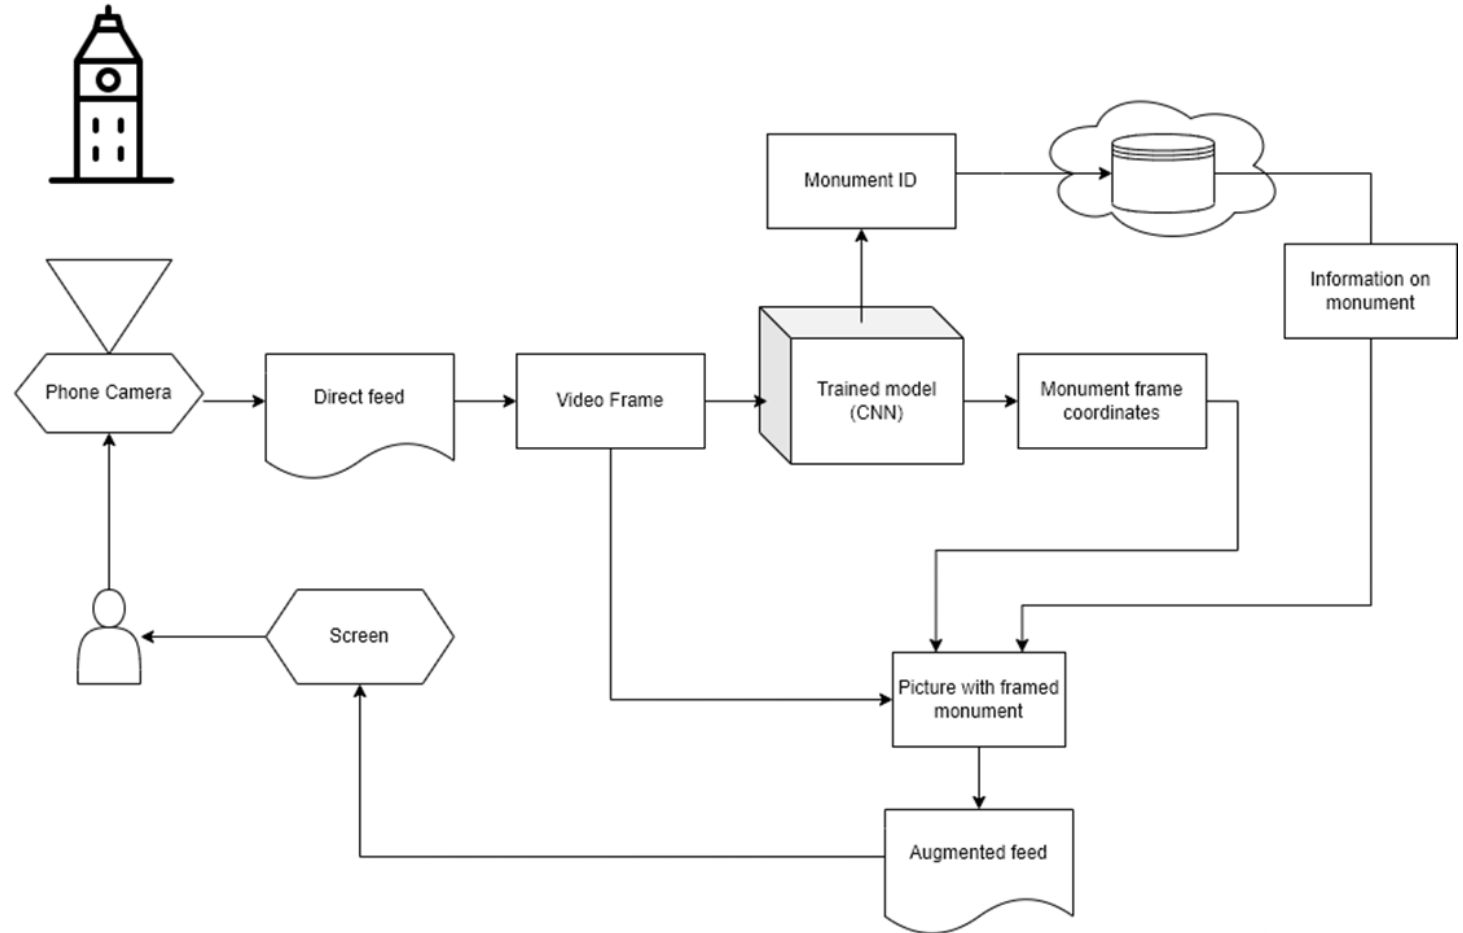 Monument ID
Information on
monument
Phone Camera
Direct feed
Video Frame
Trained model
(CNN)
Monument frame
coordinates
Screen
Picture with framed
monument
Augmented feed